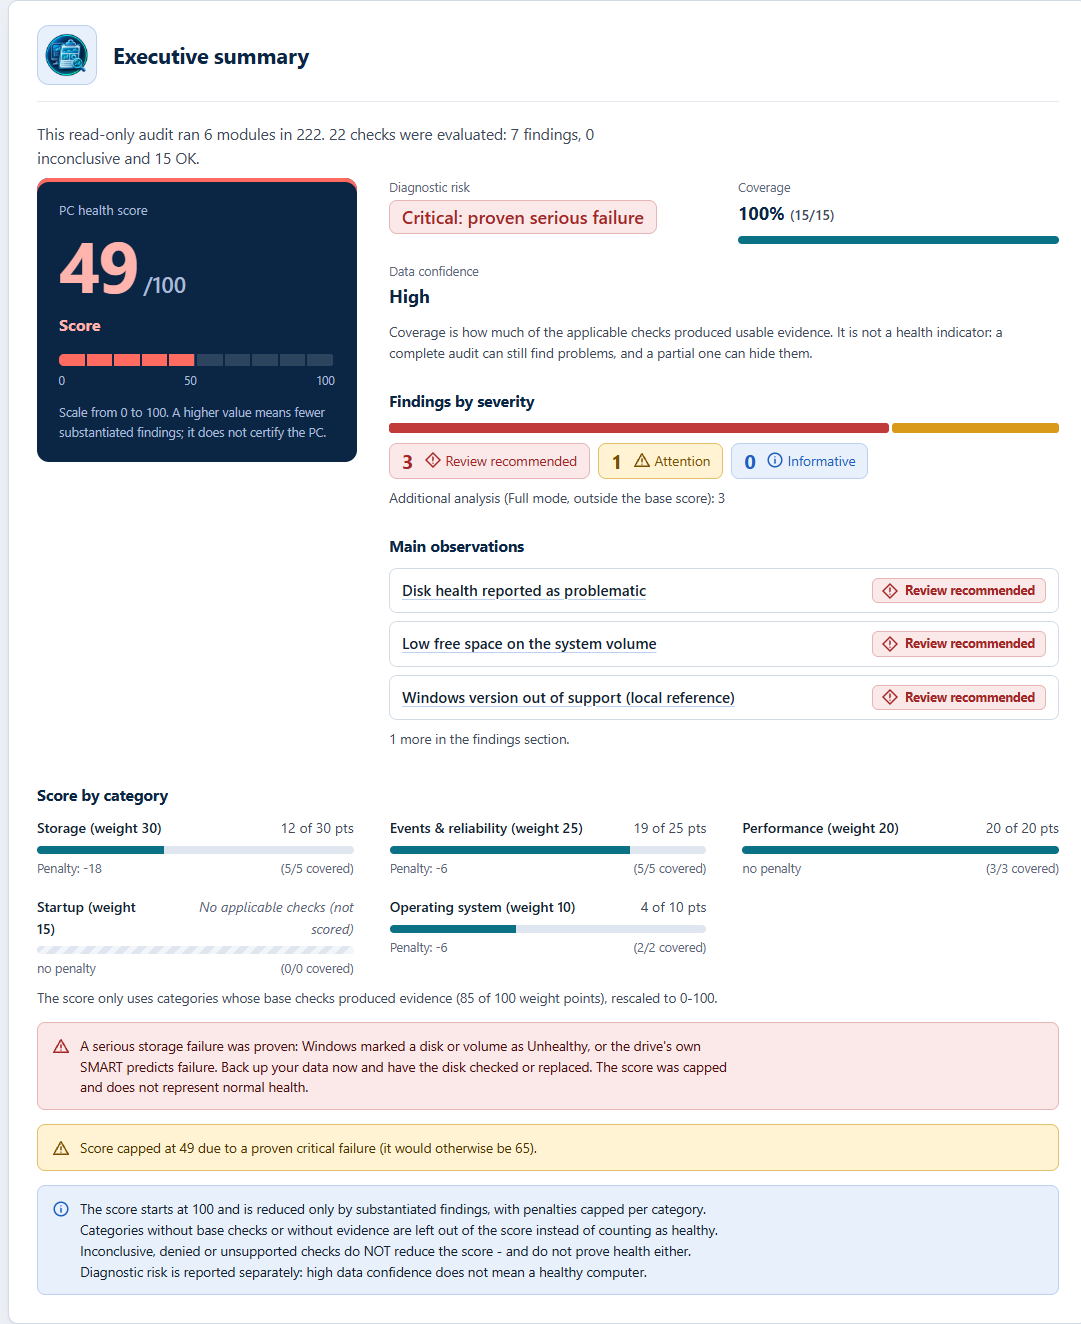 Executive summary
This read-only audit ran 6 modules in 222. 22 checks were evaluated: 7 findings, 0
inconclusive and 15 OK.
PC health score
49 /100
Score
0 50 100
Scale from 0 to 100. A higher value means fewer
substantiated findings; it does not certify the PC.
Diagnostic risk
Critical: proven serious failure
Coverage
100% (15/15)
Data confidence
High
Coverage is how much of the applicable checks produced usable evidence. It is not a health indicator: a
complete audit can still find problems, and a partial one can hide them.
Findings by severity
3 Review recommended
1 Attention
0 Informative
Additional analysis (Full mode, outside the base score): 3
Main observations
Disk health reported as problematic Review recommended
Low free space on the system volume Review recommended
Windows version out of support (local reference) Review recommended
1 more in the findings section.
Score by category
Storage (weight 30) 12 of 30 pts
Penalty: -18 (5/5 covered)
Events & reliability (weight 25) 19 of 25 pts
Penalty: -6 (5/5 covered)
Performance (weight 20) 20 of 20 pts
no penalty (3/3 covered)
Startup (weight
15)
No applicable checks (not
scored)
no penalty (0/0 covered)
Operating system (weight 10) 4 of 10 pts
Penalty: -6 (2/2 covered)
The score only uses categories whose base checks produced evidence (85 of 100 weight points), rescaled to 0-100.
A serious storage failure was proven: Windows marked a disk or volume as Unhealthy, or the drive's own
SMART predicts failure. Back up your data now and have the disk checked or replaced. The score was capped
and does not represent normal health.
Score capped at 49 due to a proven critical failure (it would otherwise be 65).
The score starts at 100 and is reduced only by substantiated findings, with penalties capped per category.
Categories without base checks or without evidence are left out of the score instead of counting as healthy.
Inconclusive, denied or unsupported checks do NOT reduce the score - and do not prove health either.
Diagnostic risk is reported separately: high data confidence does not mean a healthy computer.